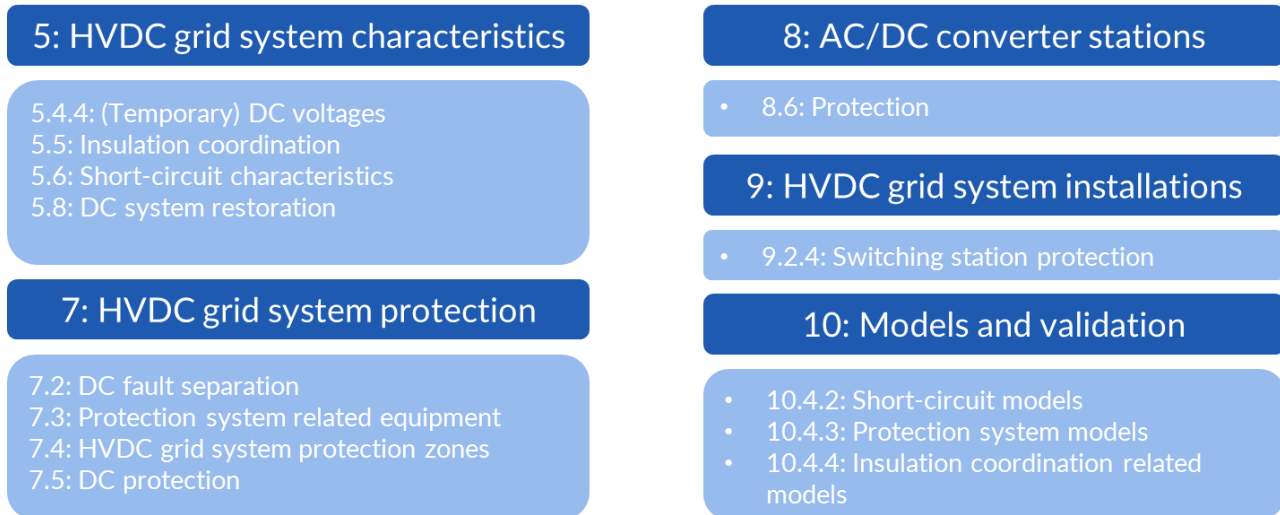 5: HVDC grid system characteristics
5.4.4: (Temporary) DC voltages
5.5: Insulation coordination
5.6: Short-circuit characteristics
5.8: DC system restoration
7: HVDC grid system protection
7.2: DC fault separation
7.3: Protection system related equipment
7.4: HVDC grid system protection zones
7.5: DC protection
8: AC/DC converter stations
• 8.6: Protection
9: HVDC grid system installations
• 9.2.4: Switching station protection
10: Models and validation
• 10.4.2: Short-circuit models
• 10.4.3: Protection system models
• 10.4.4: Insulation coordination related
models